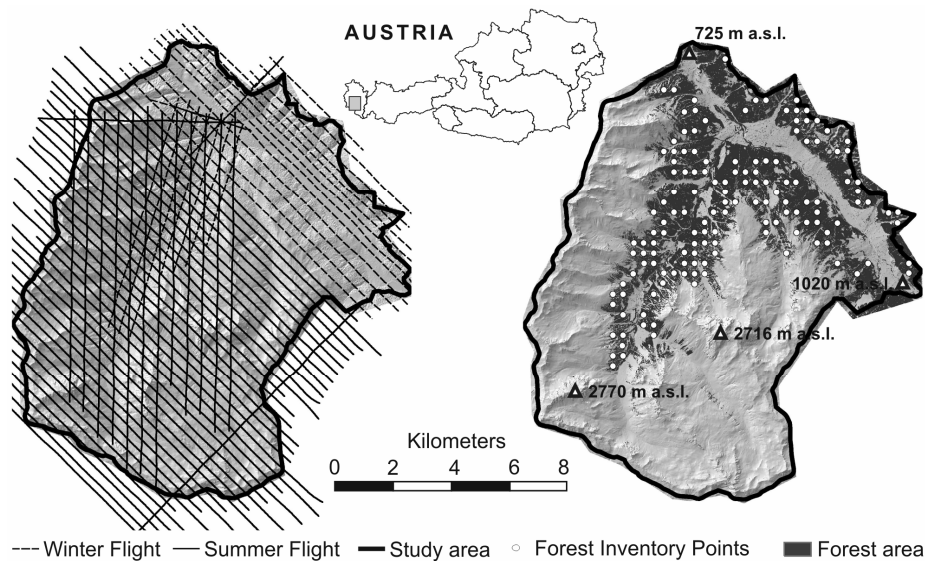 AUSTRIA
725 m a.s.l.
1020 m a.s.l.
2716 m a.s.l.
2770 m a.s.l.
Kilometers
0 2 4 6 8
Winter Flight Summer Flight Study area Forest Inventory Points Forest area